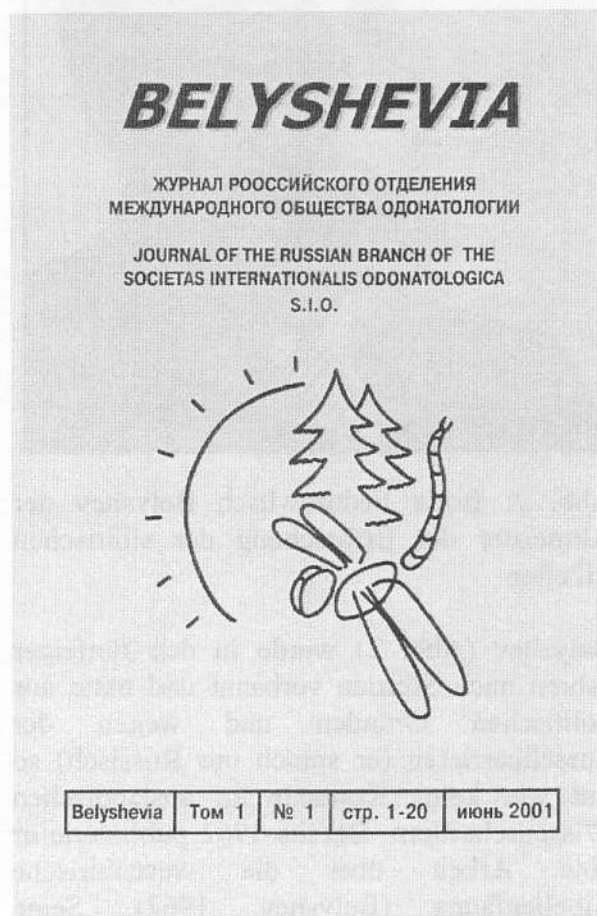 BELYSHEVIA
ЖУРНАЛ РООССИЙСКОГО ОТДЕЛЕНИЯ
МЕЖДУНАРОДНОГО ОБЩЕСТВА ОДОНАТОЛОГИИ
JOURNAL OF THE RUSSIAN BRANCH OF THE
SOCIETAS INTERNATIONALIS ODONATOLOGICA
S.I.O.
Belyshevia Том 1 № 1 стр. 1-20 июнь 2001